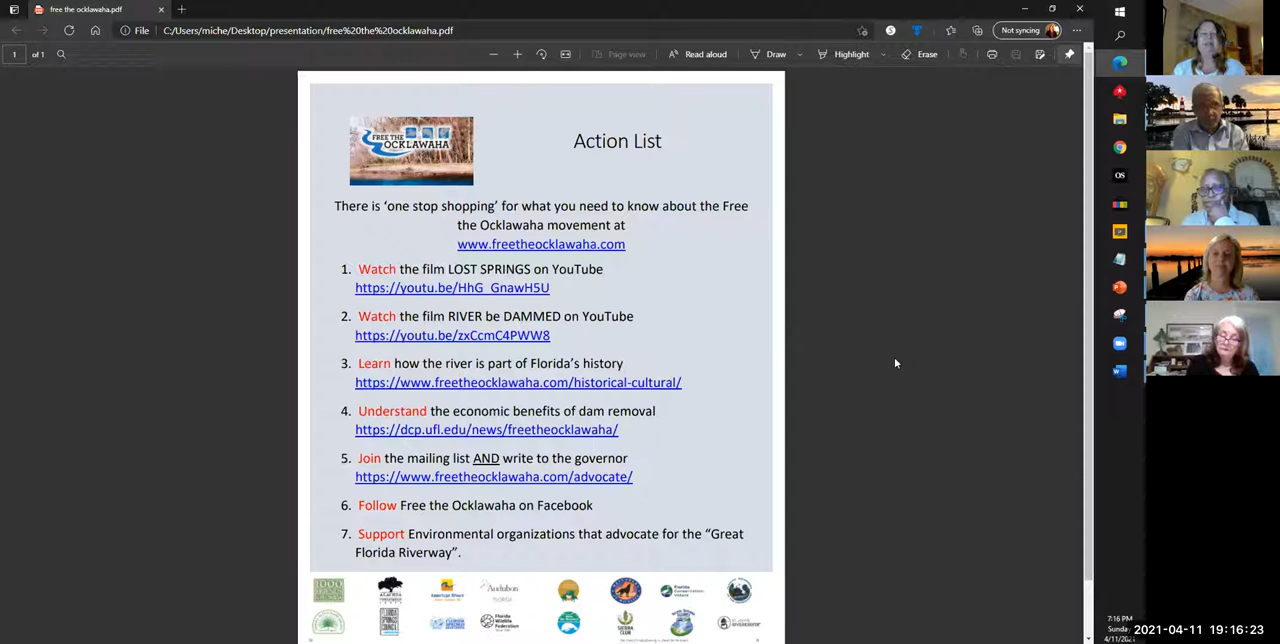 free the ocklawaha.pdf
File
C:/Users/miche/Desktop/presentation/free%20the%20ocklawaha.pdf
Not syncing
1 of 1
Page view
Read aloud
Draw
Highlight
Erase
FREE THE
OCKLAWAHA
Action List
There is ‘one stop shopping’ for what you need to know about the Free
the Ocklawaha movement at
www.freetheocklawaha.com
1. Watch the film LOST SPRINGS on YouTube
https://youtu.be/HhG_GnawH5U
2. Watch the film RIVER be DAMMED on YouTube
https://youtu.be/zxCcmC4PWW8
3. Learn how the river is part of Florida’s history
https://www.freetheocklawaha.com/historical-cultural/
4. Understand the economic benefits of dam removal
https://dcp.ufl.edu/news/freetheocklawaha/
5. Join the mailing list AND write to the governor
https://www.freetheocklawaha.com/advocate/
6. Follow Free the Ocklawaha on Facebook
7. Support Environmental organizations that advocate for the “Great
Florida Riverway”.
American Rivers
Audubon
Florida
Wildlife
Federation
SIERRA
CLUB
OS
7:16 PM
Sunday
4/11/2021
2021-04-11 19:16:23